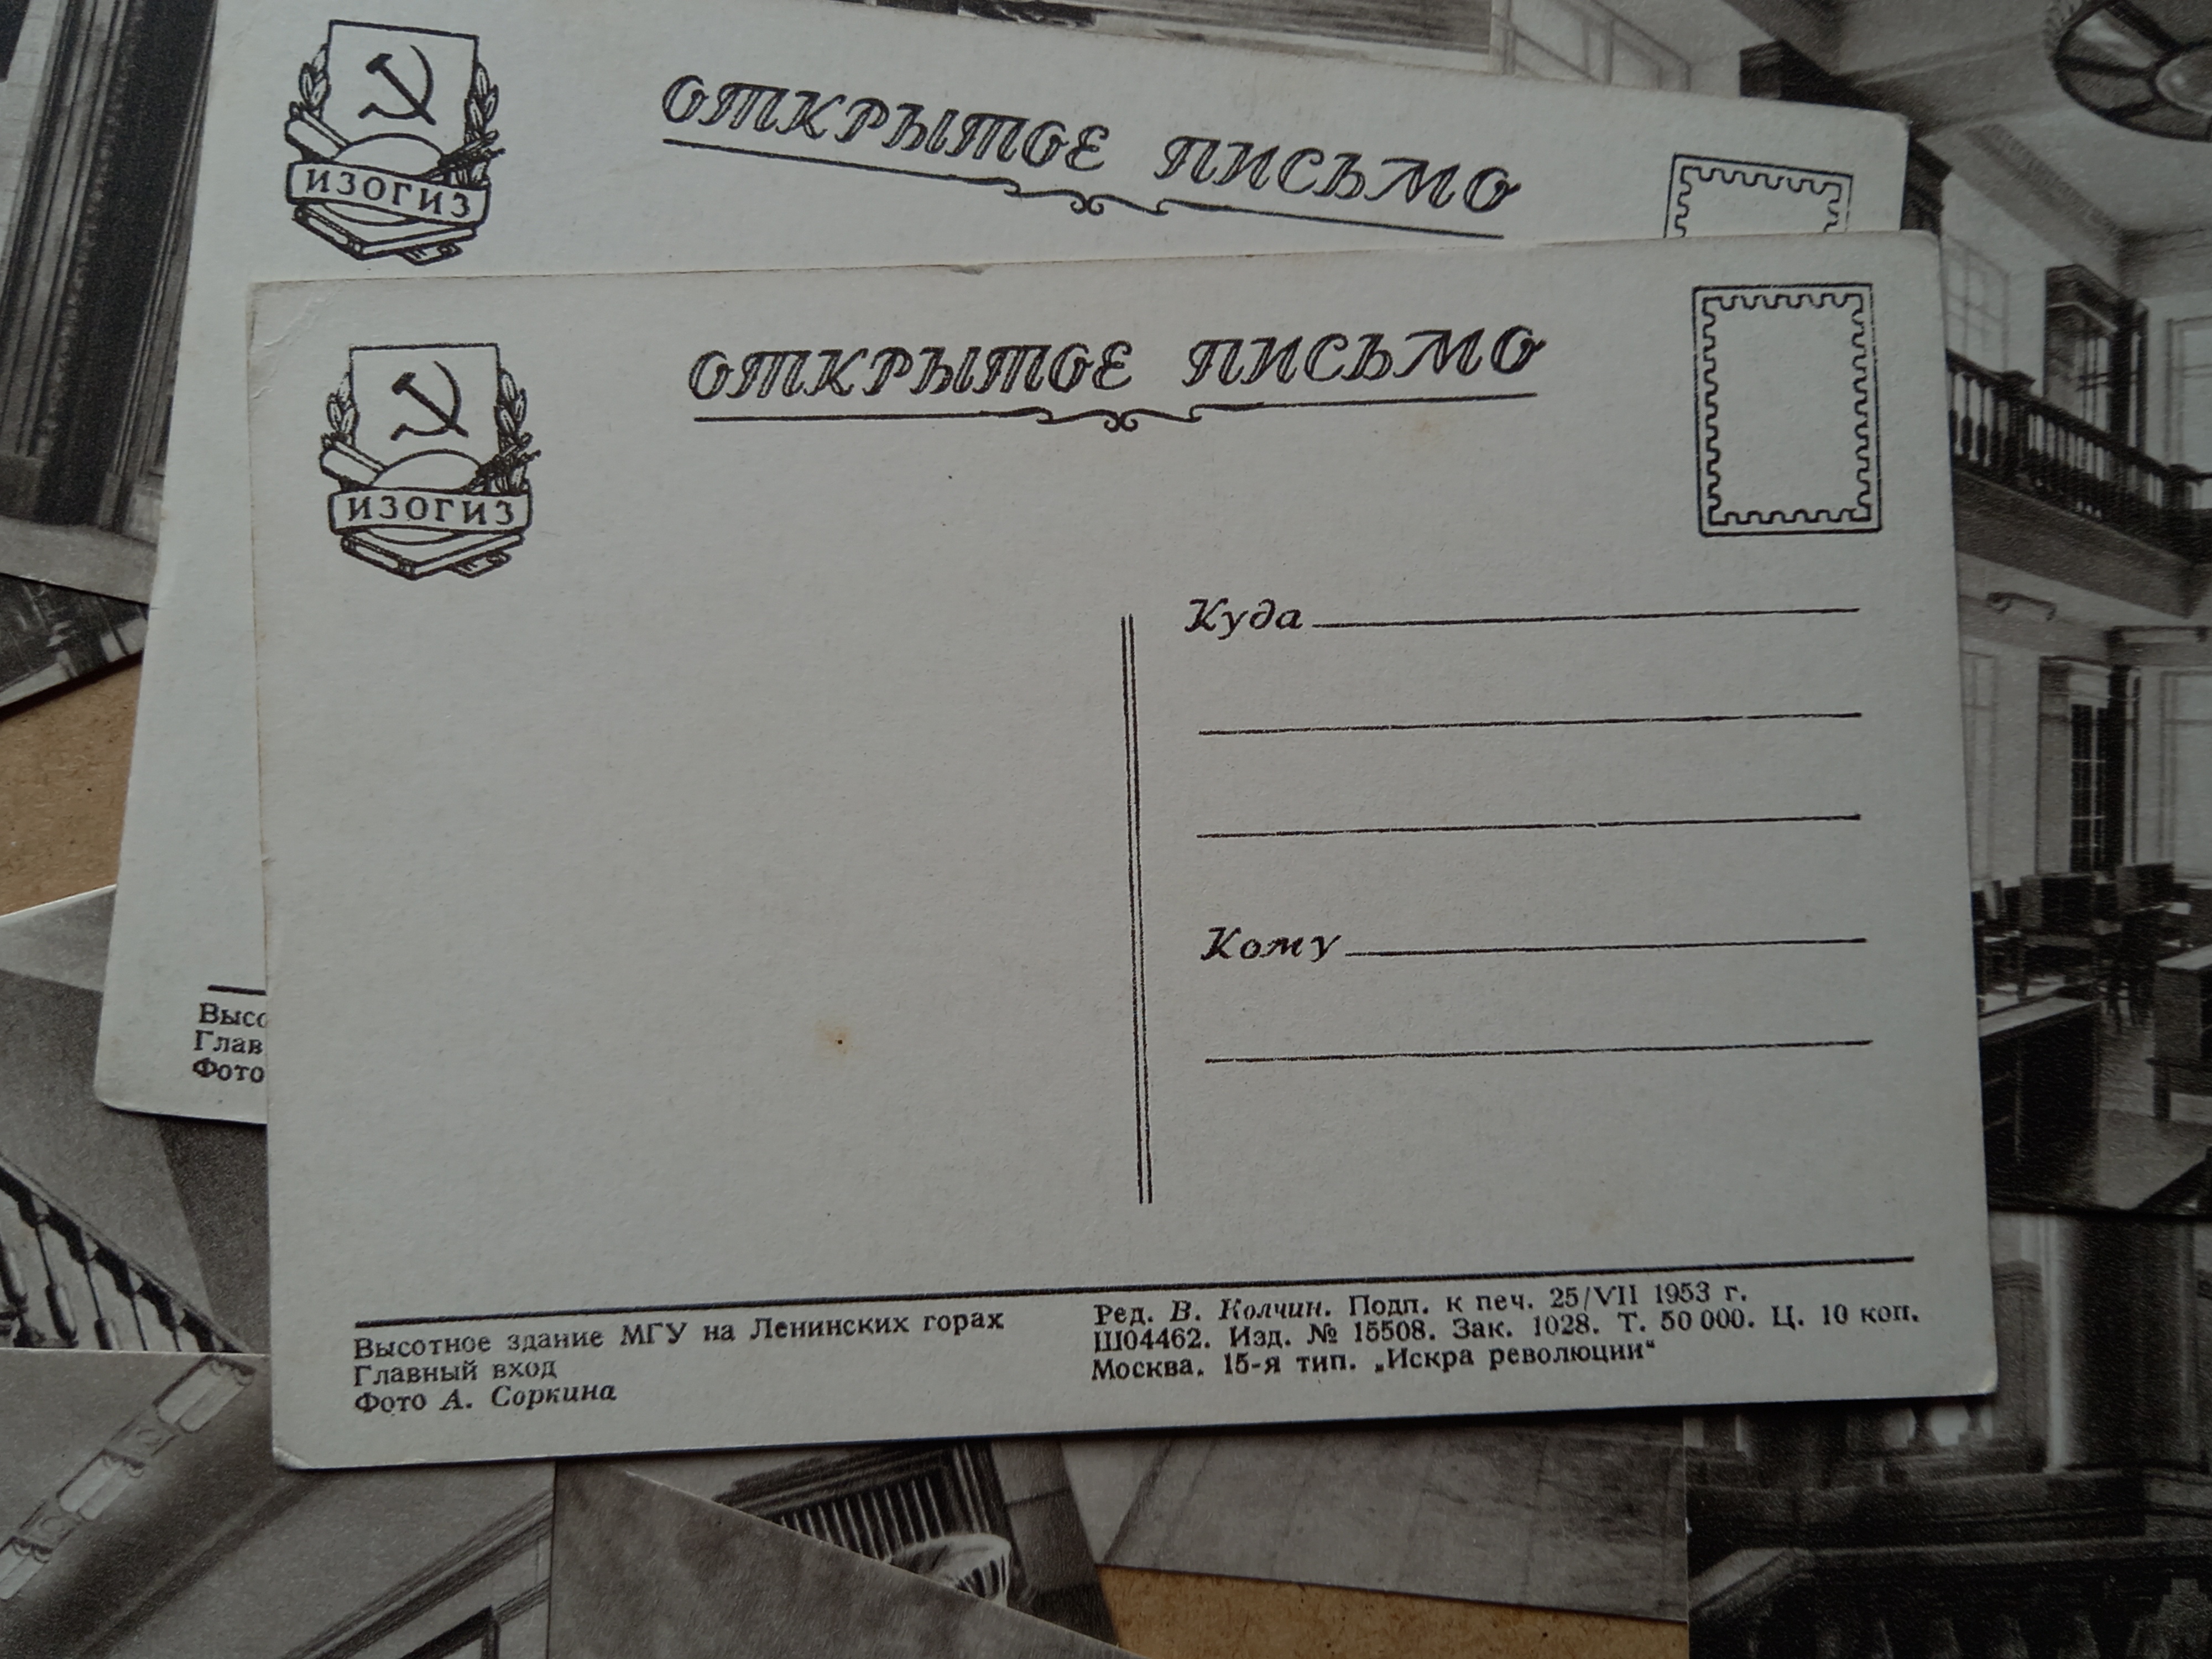 ИЗОГИЗ
ОТКРЫТОЕ ПИСЬМО
ИЗОГИЗ
ОТКРЫТОЕ ПИСЬМО
Куда
Кому
Глав
Фото
Высотное здание МГУ на Ленинских горах
Главный вход
Фото А. Соркина
Ред. В. Колчин. Подп. к печ. 25/VII 1953 г.
Ш04462. Изд. № 15508. Зак. 1028. Т. 50 000. Ц. 10 коп.
Москва. 15-я тип. „Искра революции“